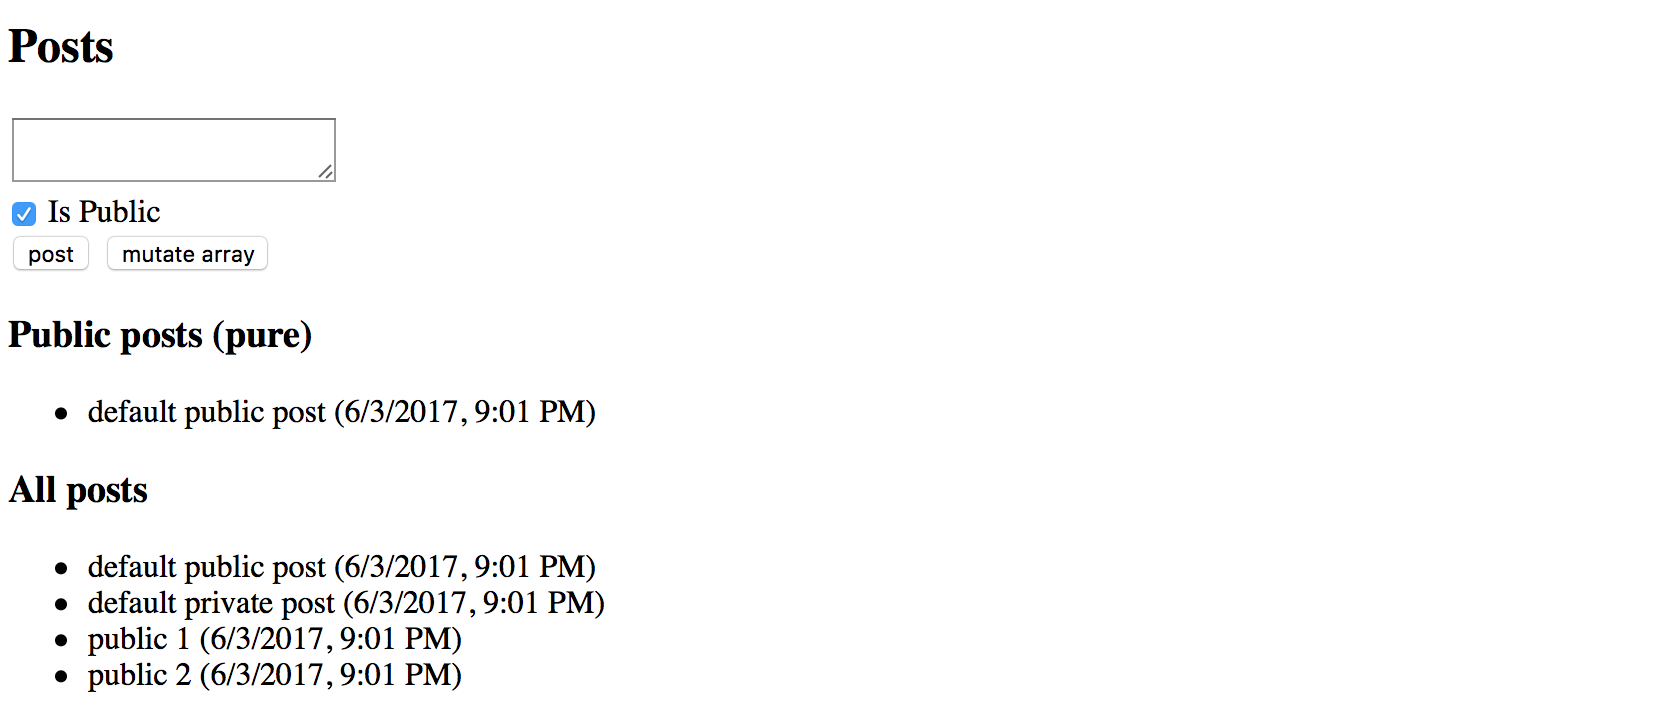 Posts
Is Public
post mutate array
Public posts (pure)
default public post (6/3/2017, 9:01 PM)
All posts
default public post (6/3/2017, 9:01 PM)
default private post (6/3/2017, 9:01 PM)
public 1 (6/3/2017, 9:01 PM)
public 2 (6/3/2017, 9:01 PM)